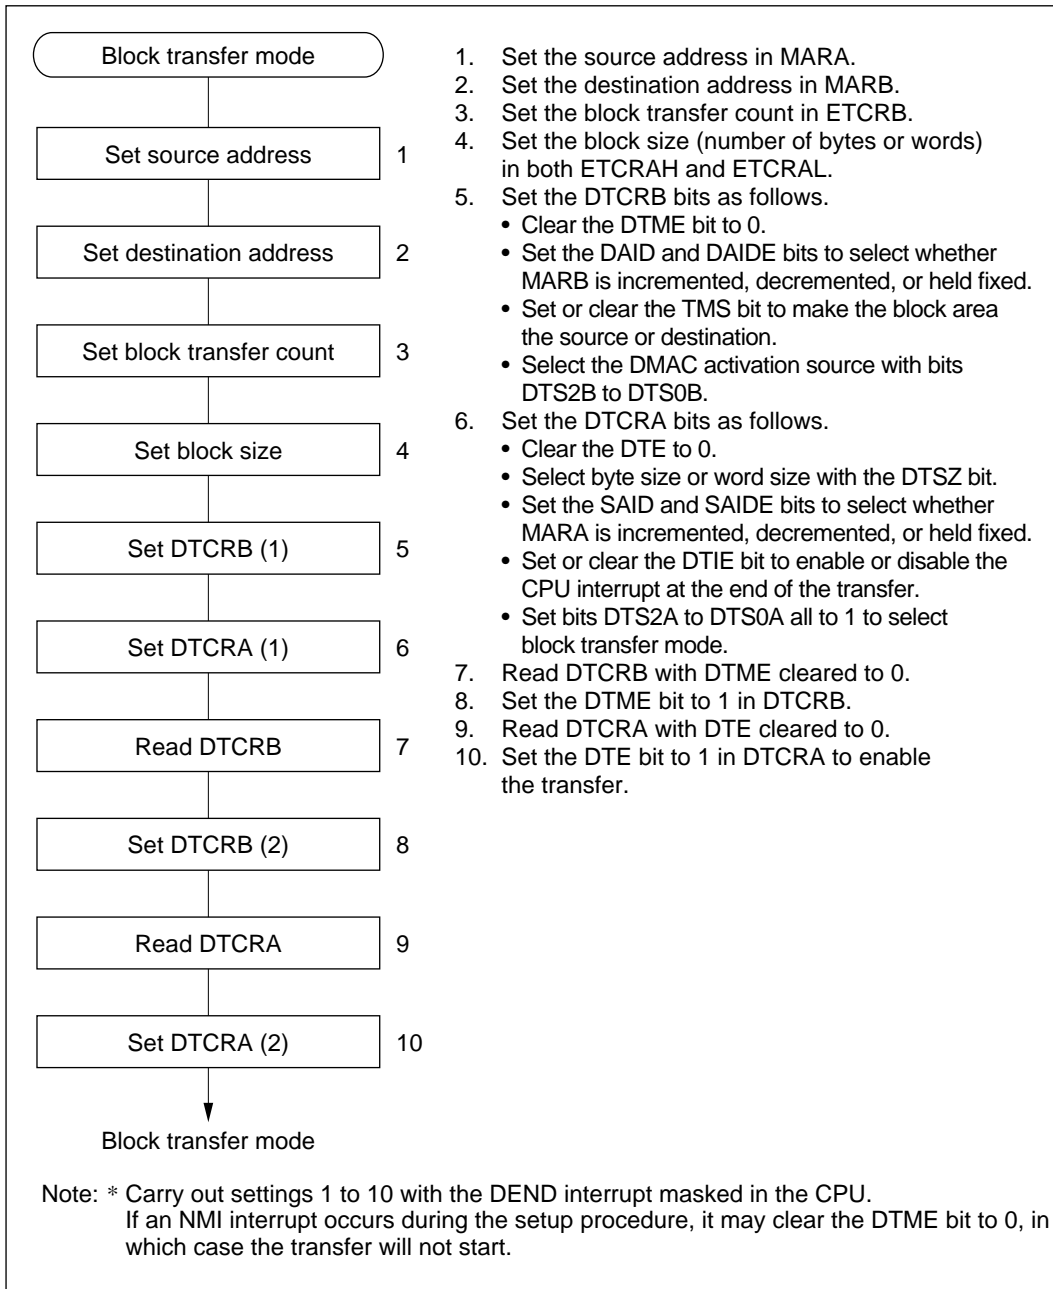 Block transfer mode
Set source address 1
Set destination address 2
Set block transfer count 3
Set block size 4
Set DTCRB (1) 5
Set DTCRA (1) 6
Read DTCRB 7
Set DTCRB (2) 8
Read DTCRA 9
Set DTCRA (2) 10
Block transfer mode
1. Set the source address in MARA.
2. Set the destination address in MARB.
3. Set the block transfer count in ETCRB.
4. Set the block size (number of bytes or words)
in both ETCRAH and ETCRAL.
5. Set the DTCRB bits as follows.
• Clear the DTME bit to 0.
• Set the DAID and DAIDE bits to select whether
MARB is incremented, decremented, or held fixed.
• Set or clear the TMS bit to make the block area
the source or destination.
• Select the DMAC activation source with bits
DTS2B to DTS0B.
6. Set the DTCRA bits as follows.
• Clear the DTE to 0.
• Select byte size or word size with the DTSZ bit.
• Set the SAID and SAIDE bits to select whether
MARA is incremented, decremented, or held fixed.
• Set or clear the DTIE bit to enable or disable the
CPU interrupt at the end of the transfer.
• Set bits DTS2A to DTS0A all to 1 to select
block transfer mode.
7. Read DTCRB with DTME cleared to 0.
8. Set the DTME bit to 1 in DTCRB.
9. Read DTCRA with DTE cleared to 0.
10. Set the DTE bit to 1 in DTCRA to enable
the transfer.
Note: * Carry out settings 1 to 10 with the DEND interrupt masked in the CPU.
If an NMI interrupt occurs during the setup procedure, it may clear the DTME bit to 0, in
which case the transfer will not start.